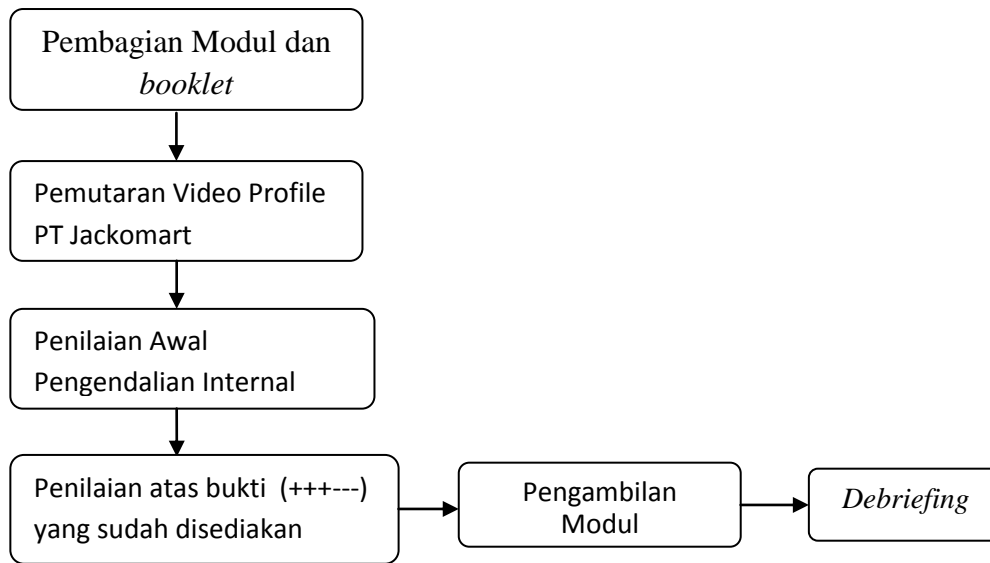 Pembagian Modul dan
booklet
Pemutaran Video Profile
PT Jackomart
Penilaian Awal
Pengendalian Internal
Penilaian atas bukti (+++---)
yang sudah disediakan
Pengambilan
Modul
Debriefing